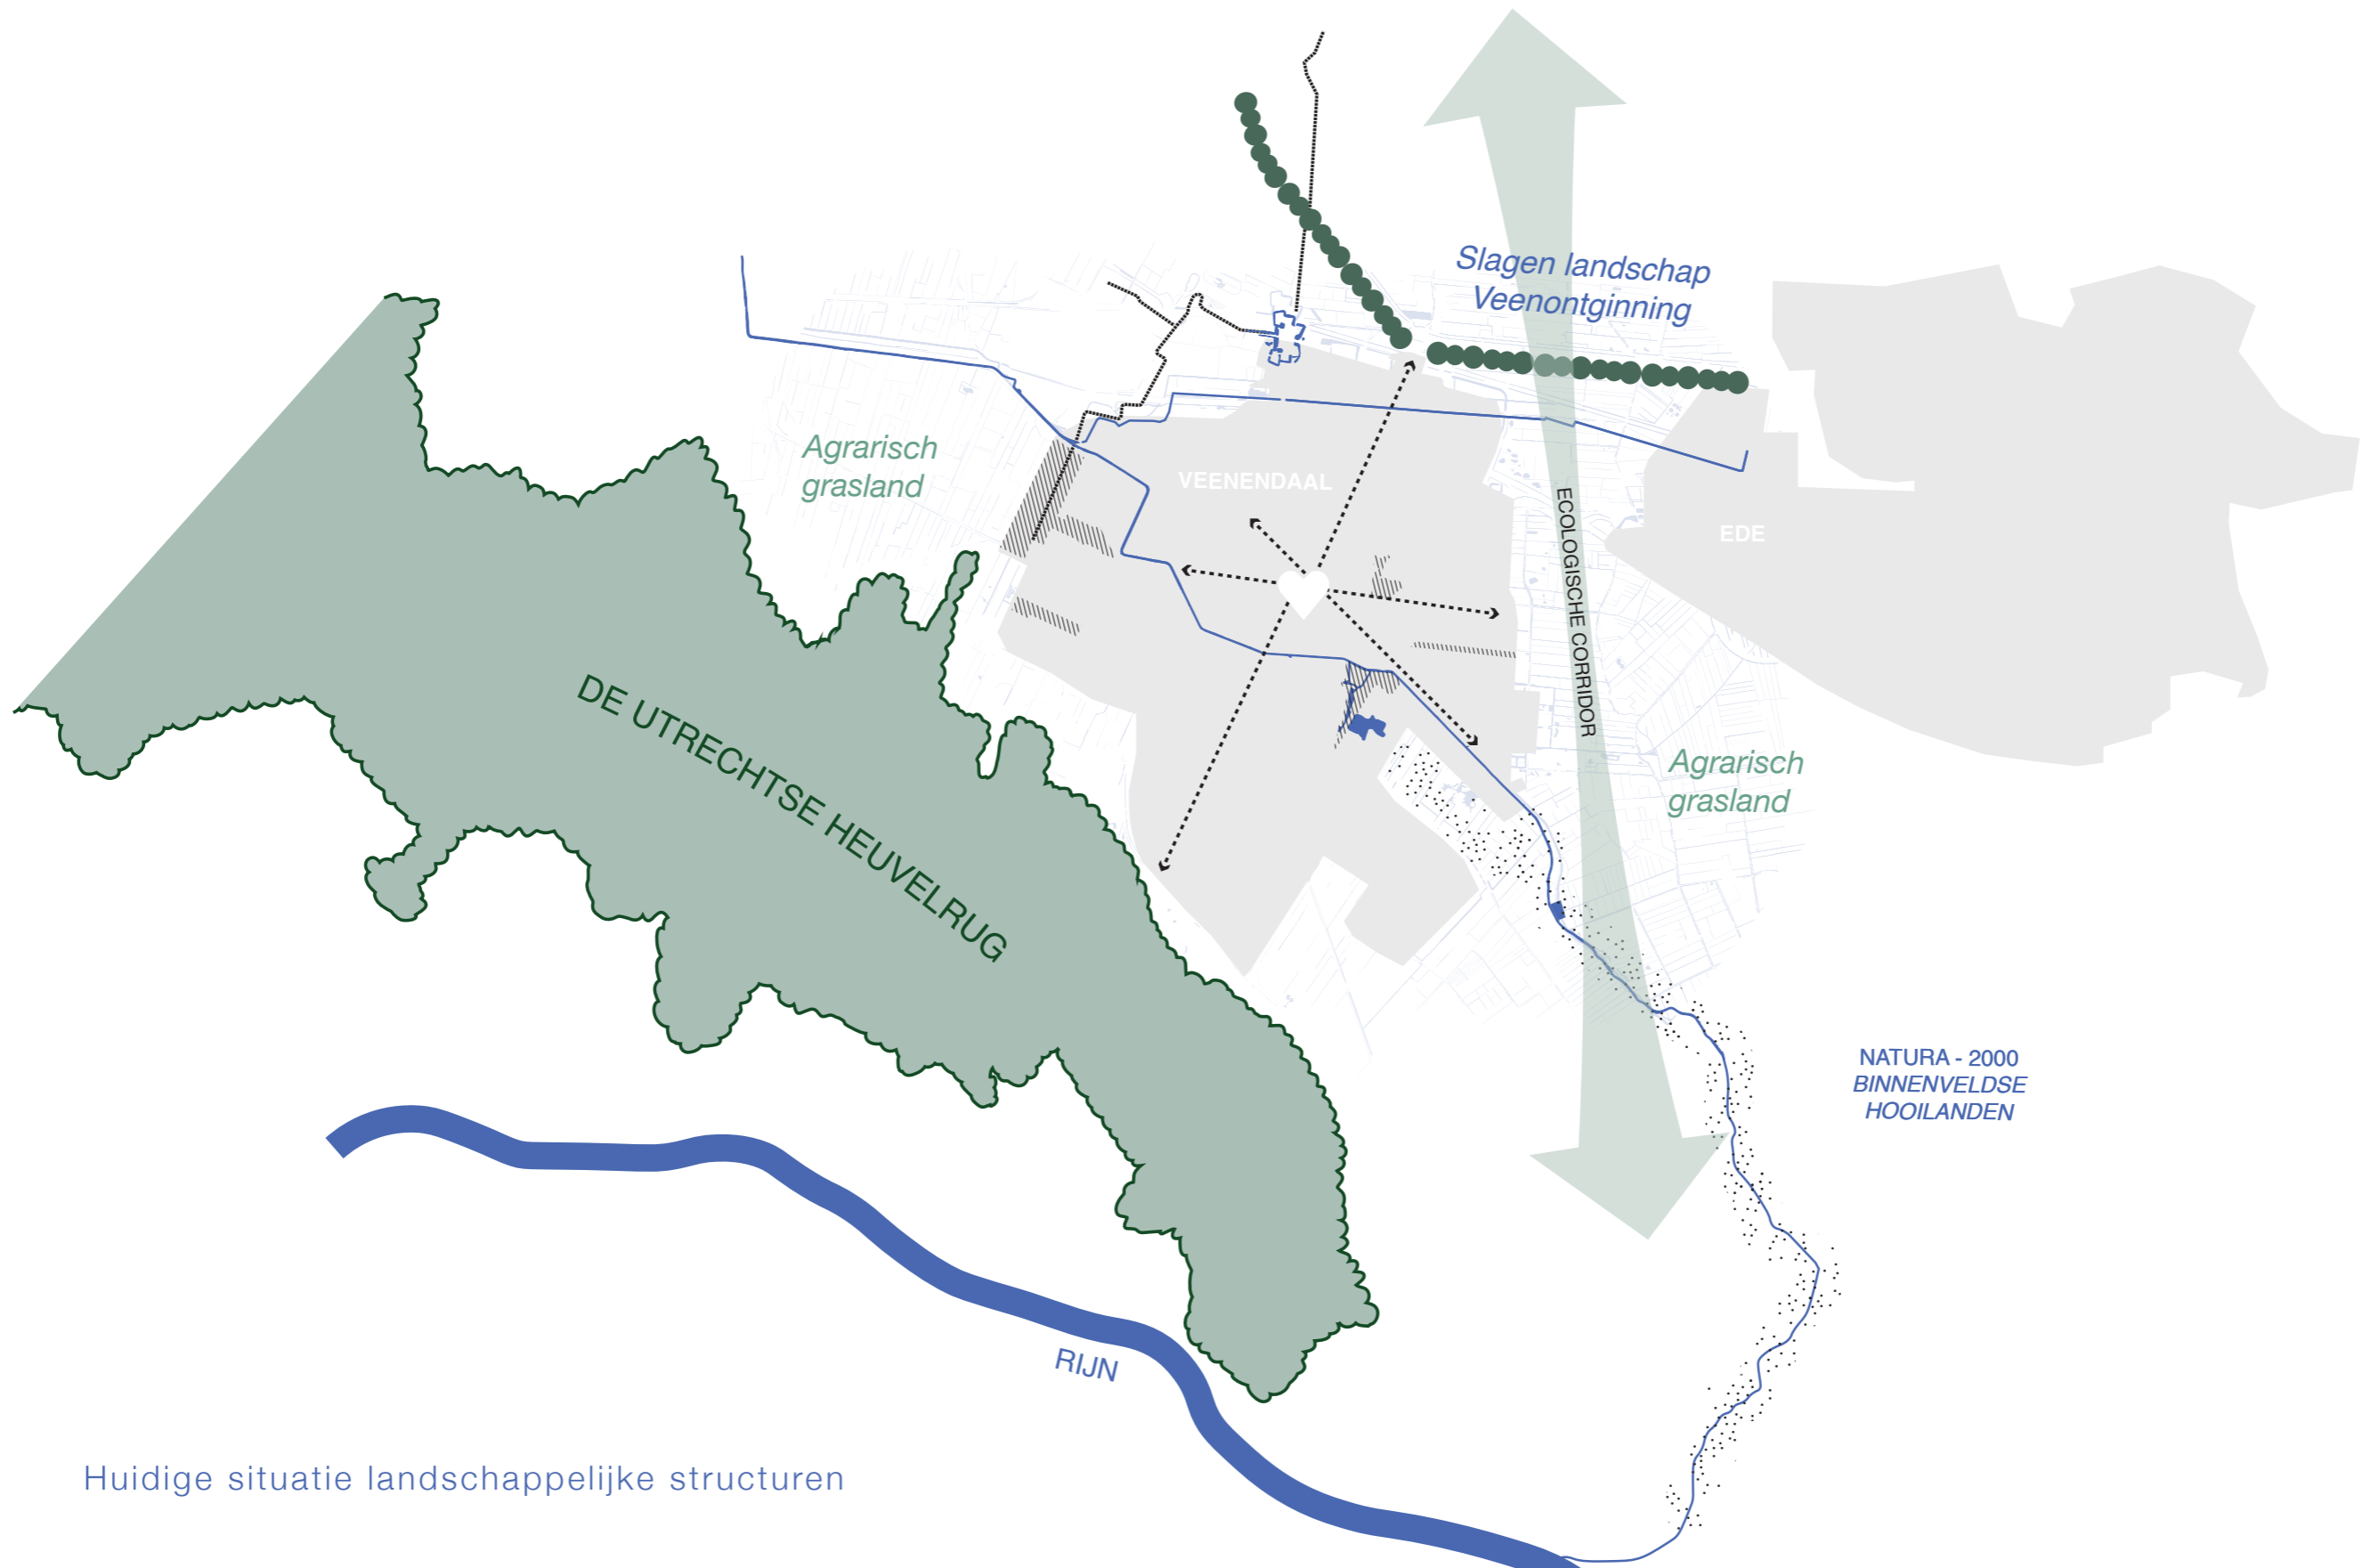 Slagen landschap
Veenontginning
Agrarisch
grasland
VEENENDAAL
EDE
ECOLOGISCHE CORRIDOR
DE UTRECHTSE HEUVELRUG
Agrarisch
grasland
NATURA - 2000
BINNENVELDSE
HOOILANDEN
RIJN
Huidige situatie landschappelijke structuren